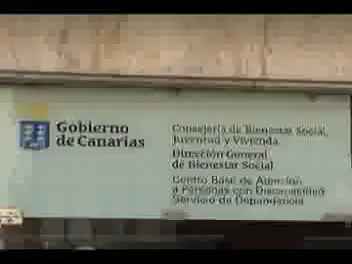 Gobierno
de Canarias
Consejería de Bienestar Social,
Juventud y Vivienda.
Dirección General
de Bienestar Social
Centro Base de Atención
a Personas con Discapacidad
Servicio de Dependencia